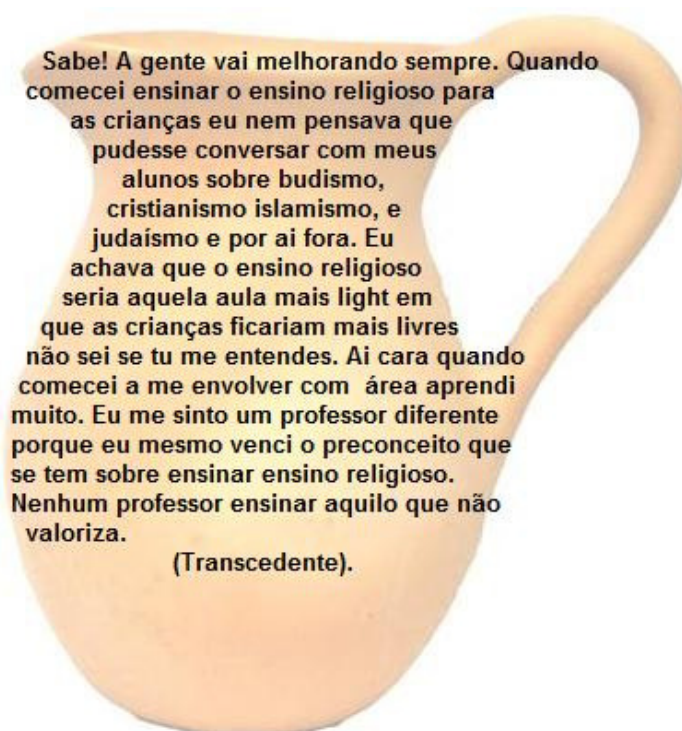 Sabe! A gente vai melhorando sempre. Quando
comecei ensinar o ensino religioso para
as crianças eu nem pensava que
pudesse conversar com meus
alunos sobre budismo,
cristianismo islamismo, e
judaísmo e por ai fora. Eu
achava que o ensino religioso
seria aquela aula mais light em
que as crianças ficariam mais livres
não sei se tu me entendes. Ai cara quando
comecei a me envolver com área aprendi
muito. Eu me sinto um professor diferente
porque eu mesmo venci o preconceito que
se tem sobre ensinar ensino religioso.
Nenhum professor ensinar aquilo que não
valoriza.
(Transcedente).